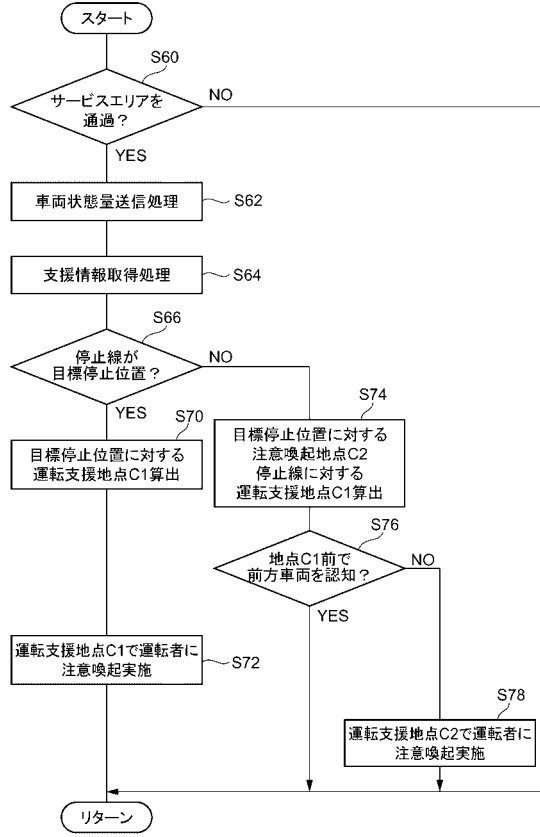 スタート
S60
サービスエリアを
通過？
NO
YES
車両状態量送信処理
S62
支援情報取得処理
S64
S66
停止線が
目標停止位置？
NO
YES
S70
目標停止位置に対する
運転支援地点C1算出
S74
目標停止位置に対する
注意喚起地点C2
停止線に対する
運転支援地点C1算出
S76
地点C1前で
前方車両を認知？
NO
YES
運転支援地点C1で運転者に
注意喚起実施
S72
S78
運転支援地点C2で運転者に
注意喚起実施
リターン